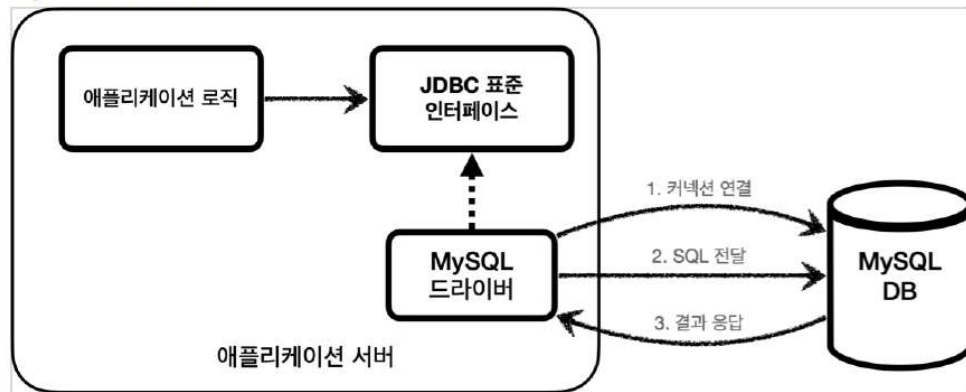 애플리케이션 로직
JDBC 표준
인터페이스
1. 커넥션 연결
MySQL
드라이버
2. SQL 전달
MySQL
DB
3. 결과 응답
애플리케이션 서버